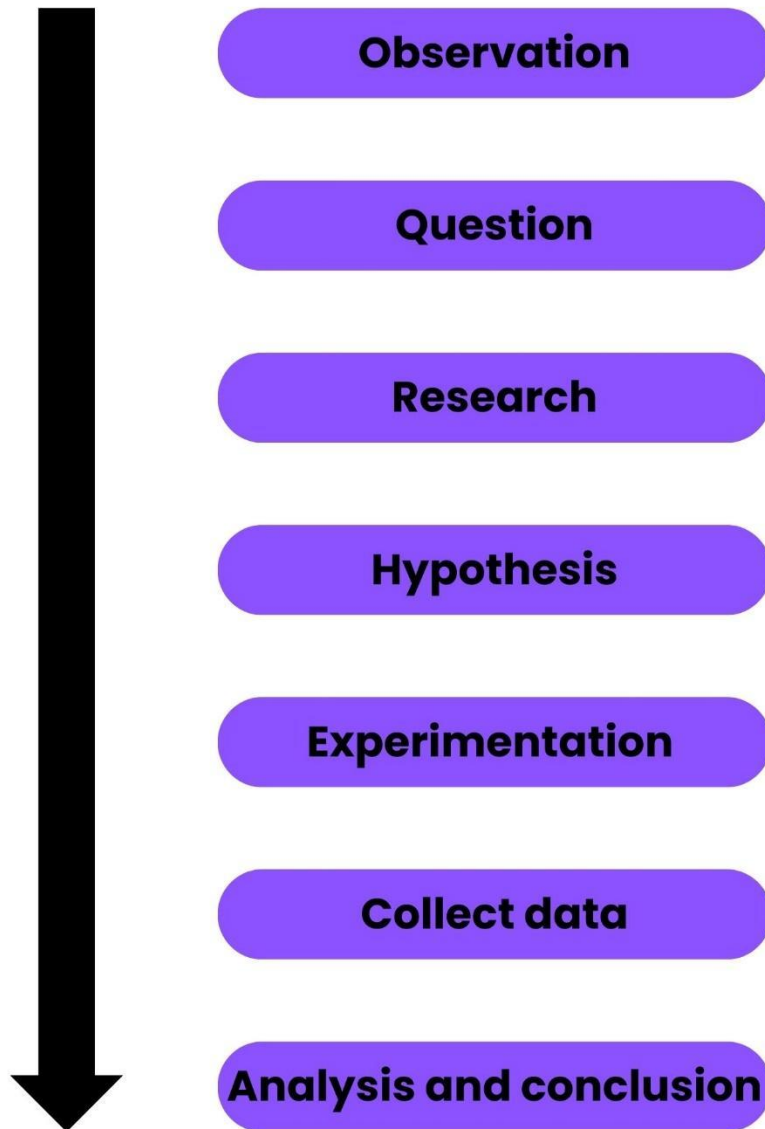 Observation
Question
Research
Hypothesis
Experimentation
Collect data
Analysis and conclusion